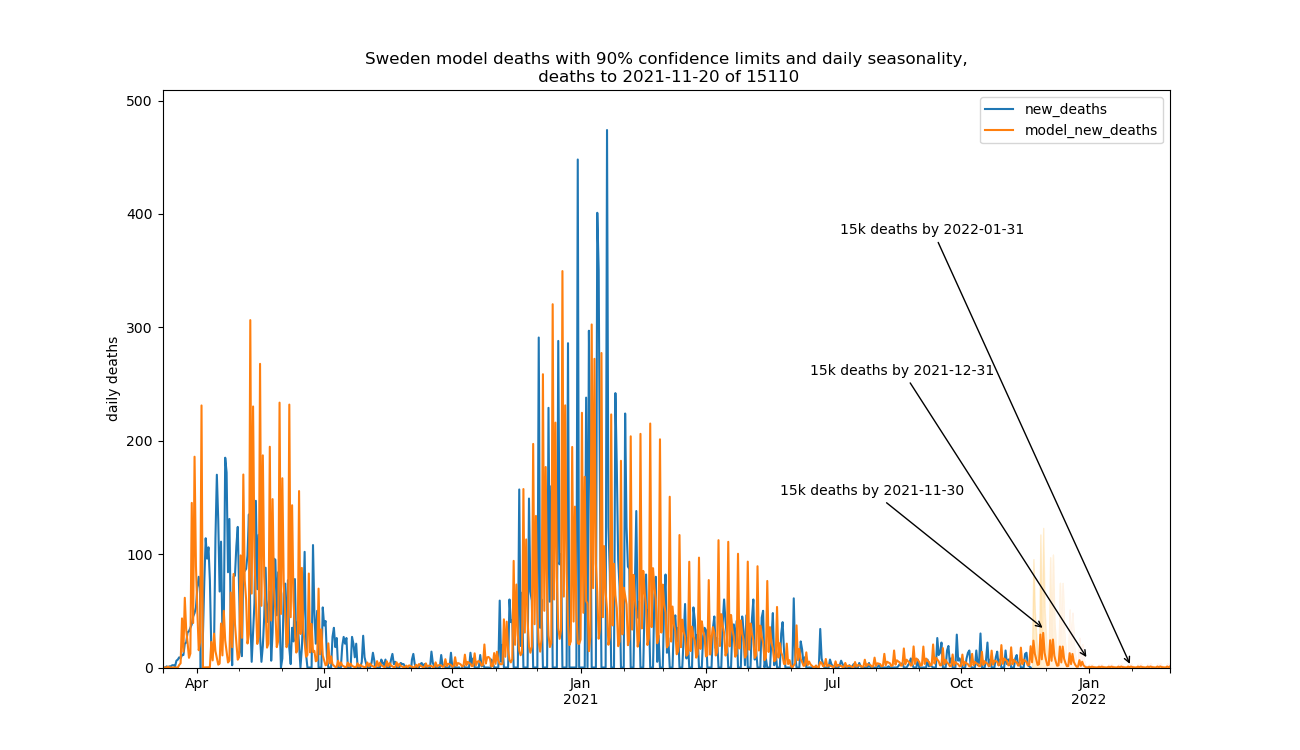 Sweden model deaths with 90% confidence limits and daily seasonality,
deaths to 2021-11-20 of 15110
500
400
300
200
100
0
daily deaths
new_deaths
model_new_deaths
15k deaths by 2022-01-31
15k deaths by 2021-12-31
15k deaths by 2021-11-30
Apr Jul Oct Jan Apr Jul Oct Jan
2021 2022